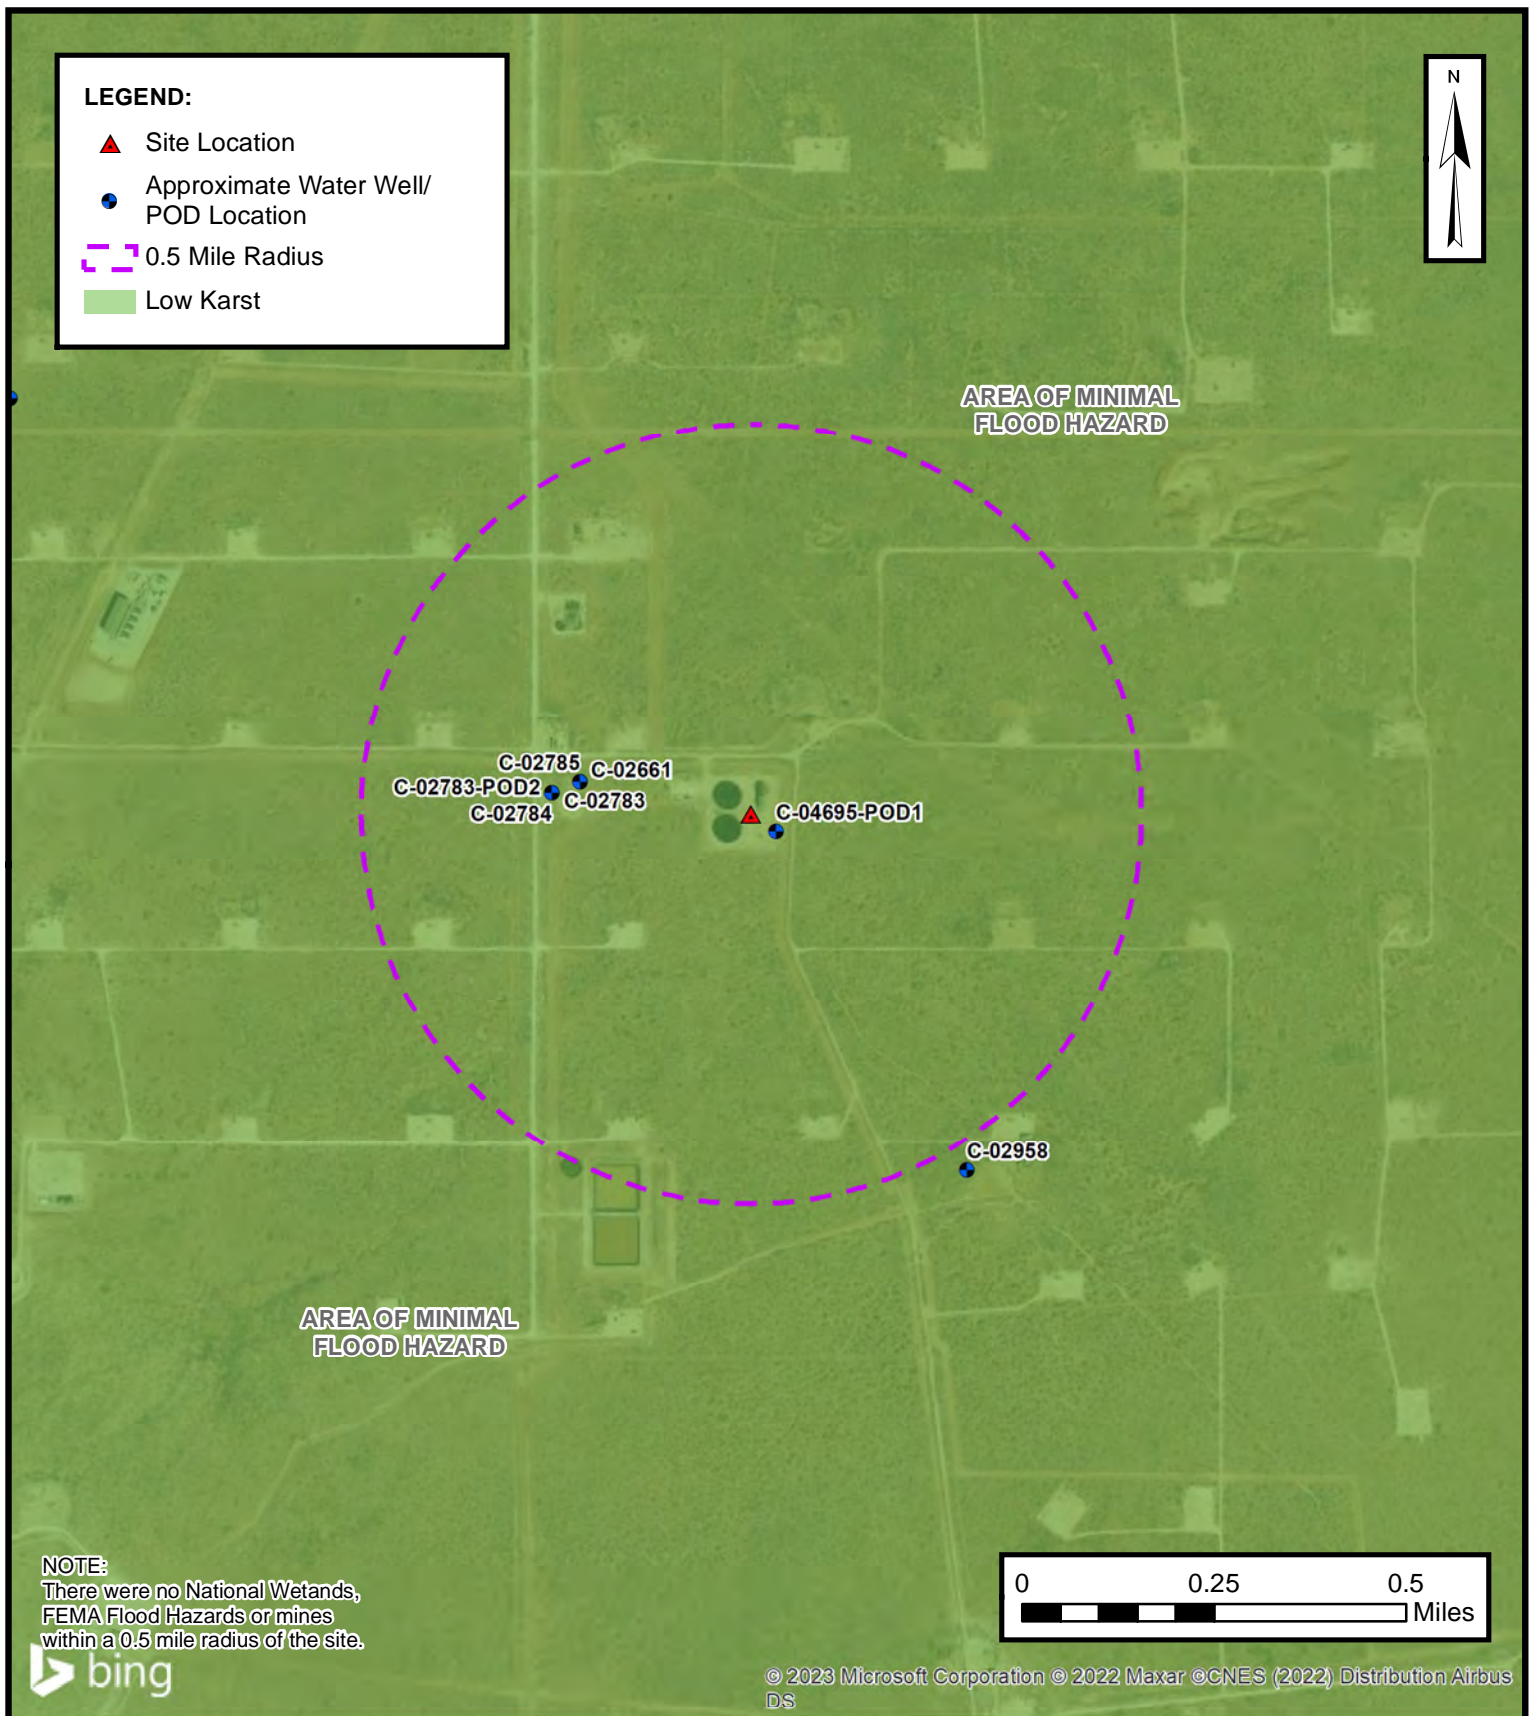 LEGEND:
Site Location
Approximate Water Well/
POD Location
0.5 Mile Radius
Low Karst
N
AREA OF MINIMAL
FLOOD HAZARD
C-02785
C-02661
C-02783-POD2
C-02783
C-02784
C-04695-POD1
C-02958
AREA OF MINIMAL
FLOOD HAZARD
NOTE:
There were no National Wetands,
FEMA Flood Hazards or mines
within a 0.5 mile radius of the site.
bing
0 0.25 0.5
Miles
© 2023 Microsoft Corporation © 2022 Maxar ©CNES (2022) Distribution Airbus
DS